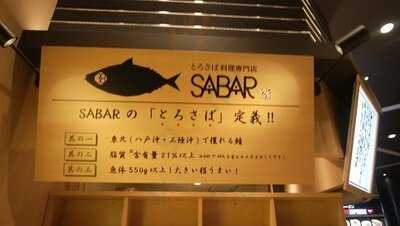 とろさば料理専門店
SABAR
SABARの「とろさば」定義!!
其の一 東北(八戸沖・三陸沖)で獲れる鯖
其の二 脂質含有量21%以上
其の三 魚体550g以上!大きい程うまい!